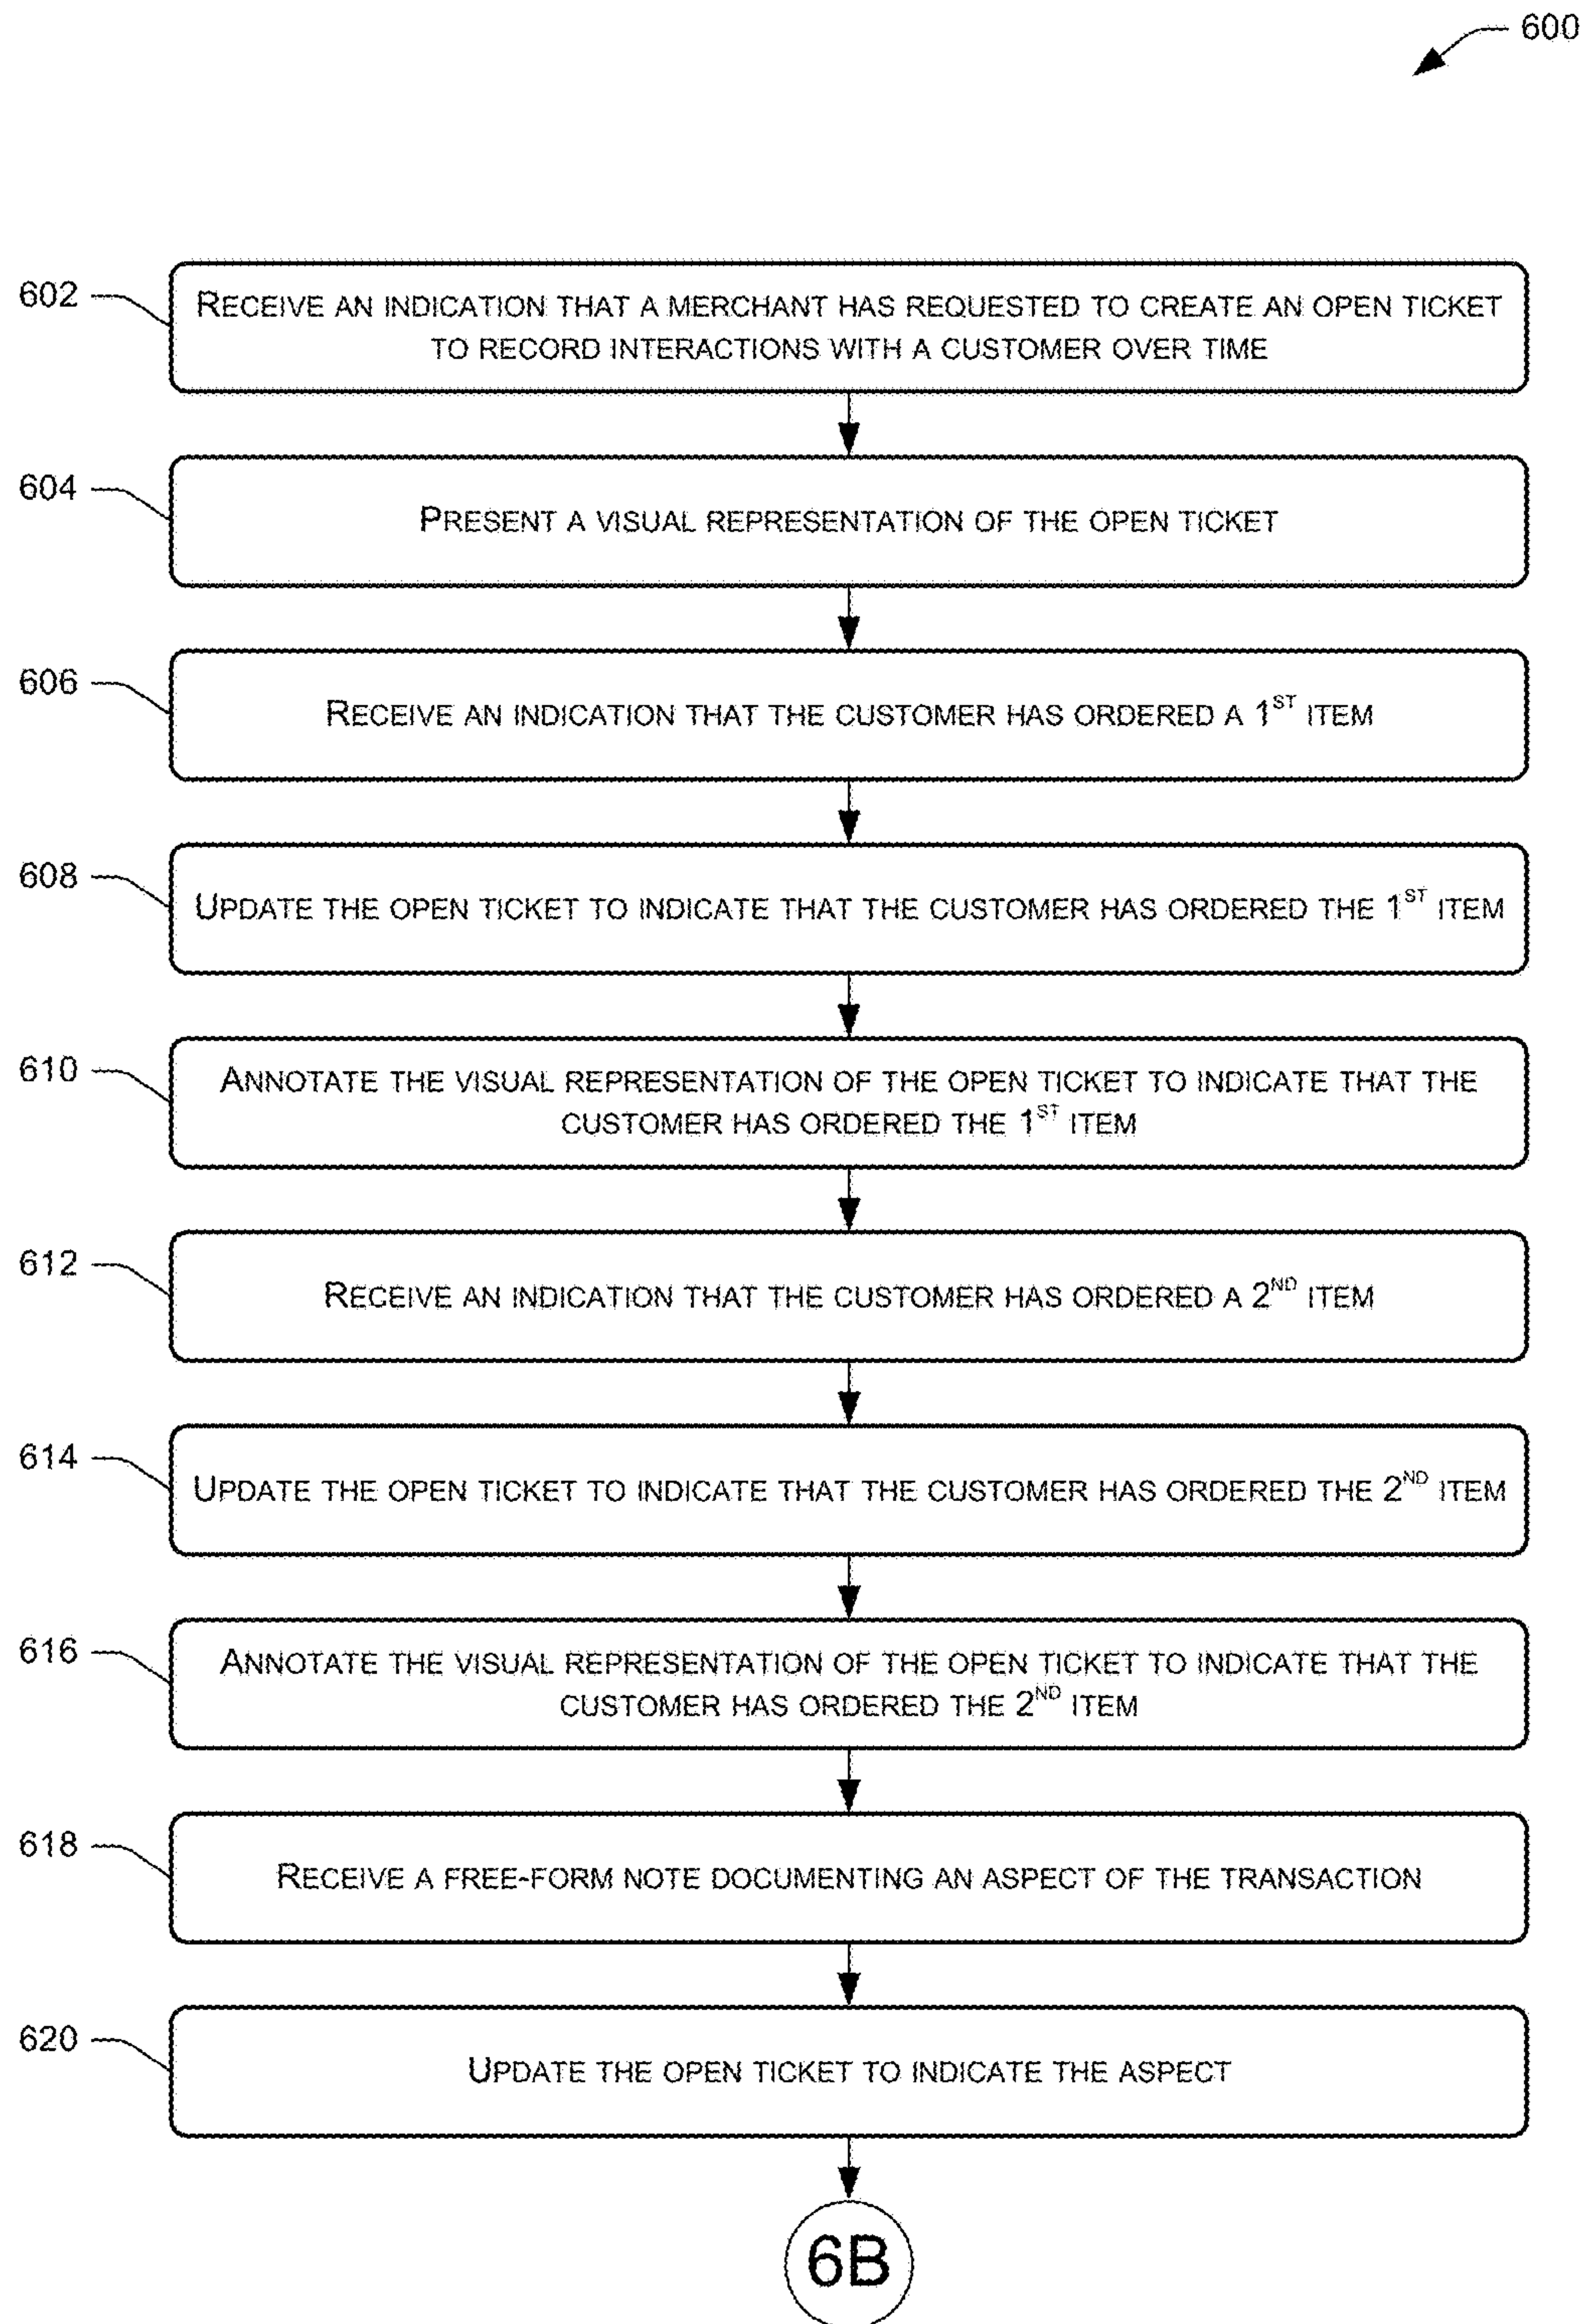 600
602
RECEIVE AN INDICATION THAT A MERCHANT HAS REQUESTED TO CREATE AN OPEN TICKET
TO RECORD INTERACTIONS WITH A CUSTOMER OVER TIME
604
PRESENT A VISUAL REPRESENTATION OF THE OPEN TICKET
606
RECEIVE AN INDICATION THAT THE CUSTOMER HAS ORDERED A 1ST ITEM
608
UPDATE THE OPEN TICKET TO INDICATE THAT THE CUSTOMER HAS ORDERED THE 1ST ITEM
610
ANNOTATE THE VISUAL REPRESENTATION OF THE OPEN TICKET TO INDICATE THAT THE
CUSTOMER HAS ORDERED THE 1ST ITEM
612
RECEIVE AN INDICATION THAT THE CUSTOMER HAS ORDERED A 2ND ITEM
614
UPDATE THE OPEN TICKET TO INDICATE THAT THE CUSTOMER HAS ORDERED THE 2ND ITEM
616
ANNOTATE THE VISUAL REPRESENTATION OF THE OPEN TICKET TO INDICATE THAT THE
CUSTOMER HAS ORDERED THE 2ND ITEM
618
RECEIVE A FREE-FORM NOTE DOCUMENTING AN ASPECT OF THE TRANSACTION
620
UPDATE THE OPEN TICKET TO INDICATE THE ASPECT
6B